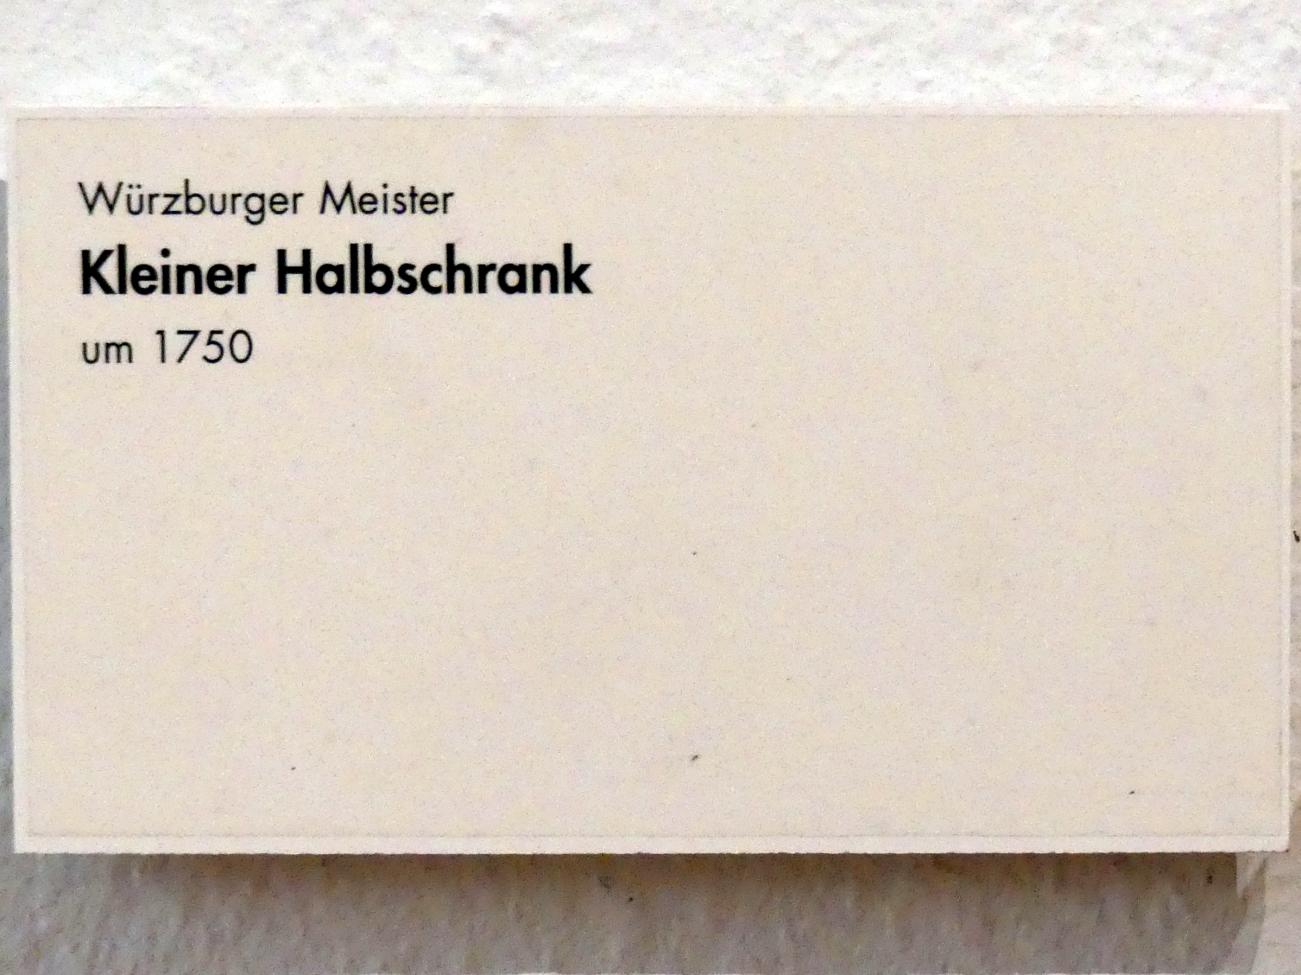 Würzburger Meister
Kleiner Halbschrank
um 1750